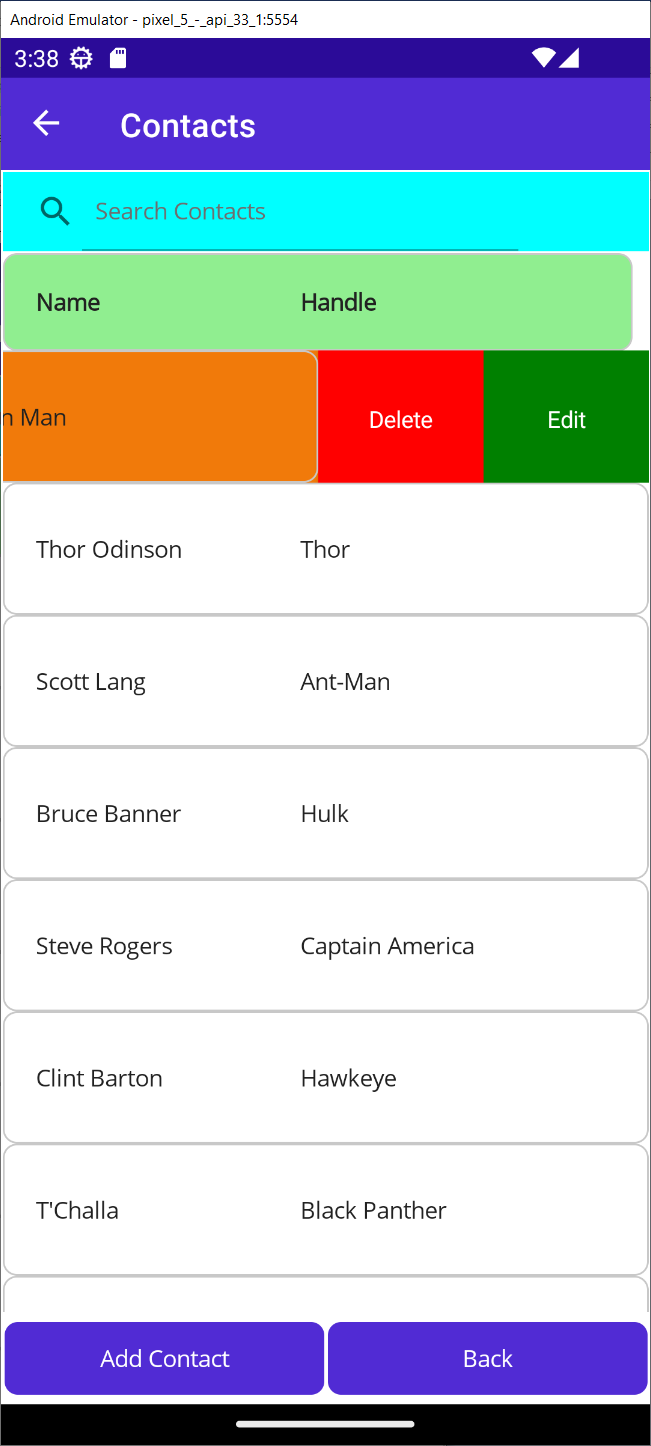 Android Emulator - pixel_5_-_api_33_1:5554
3:38
Contacts
Search Contacts
Name Handle
n Man Delete Edit
Thor Odinson Thor
Scott Lang Ant-Man
Bruce Banner Hulk
Steve Rogers Captain America
Clint Barton Hawkeye
T'Challa Black Panther
Add Contact Back